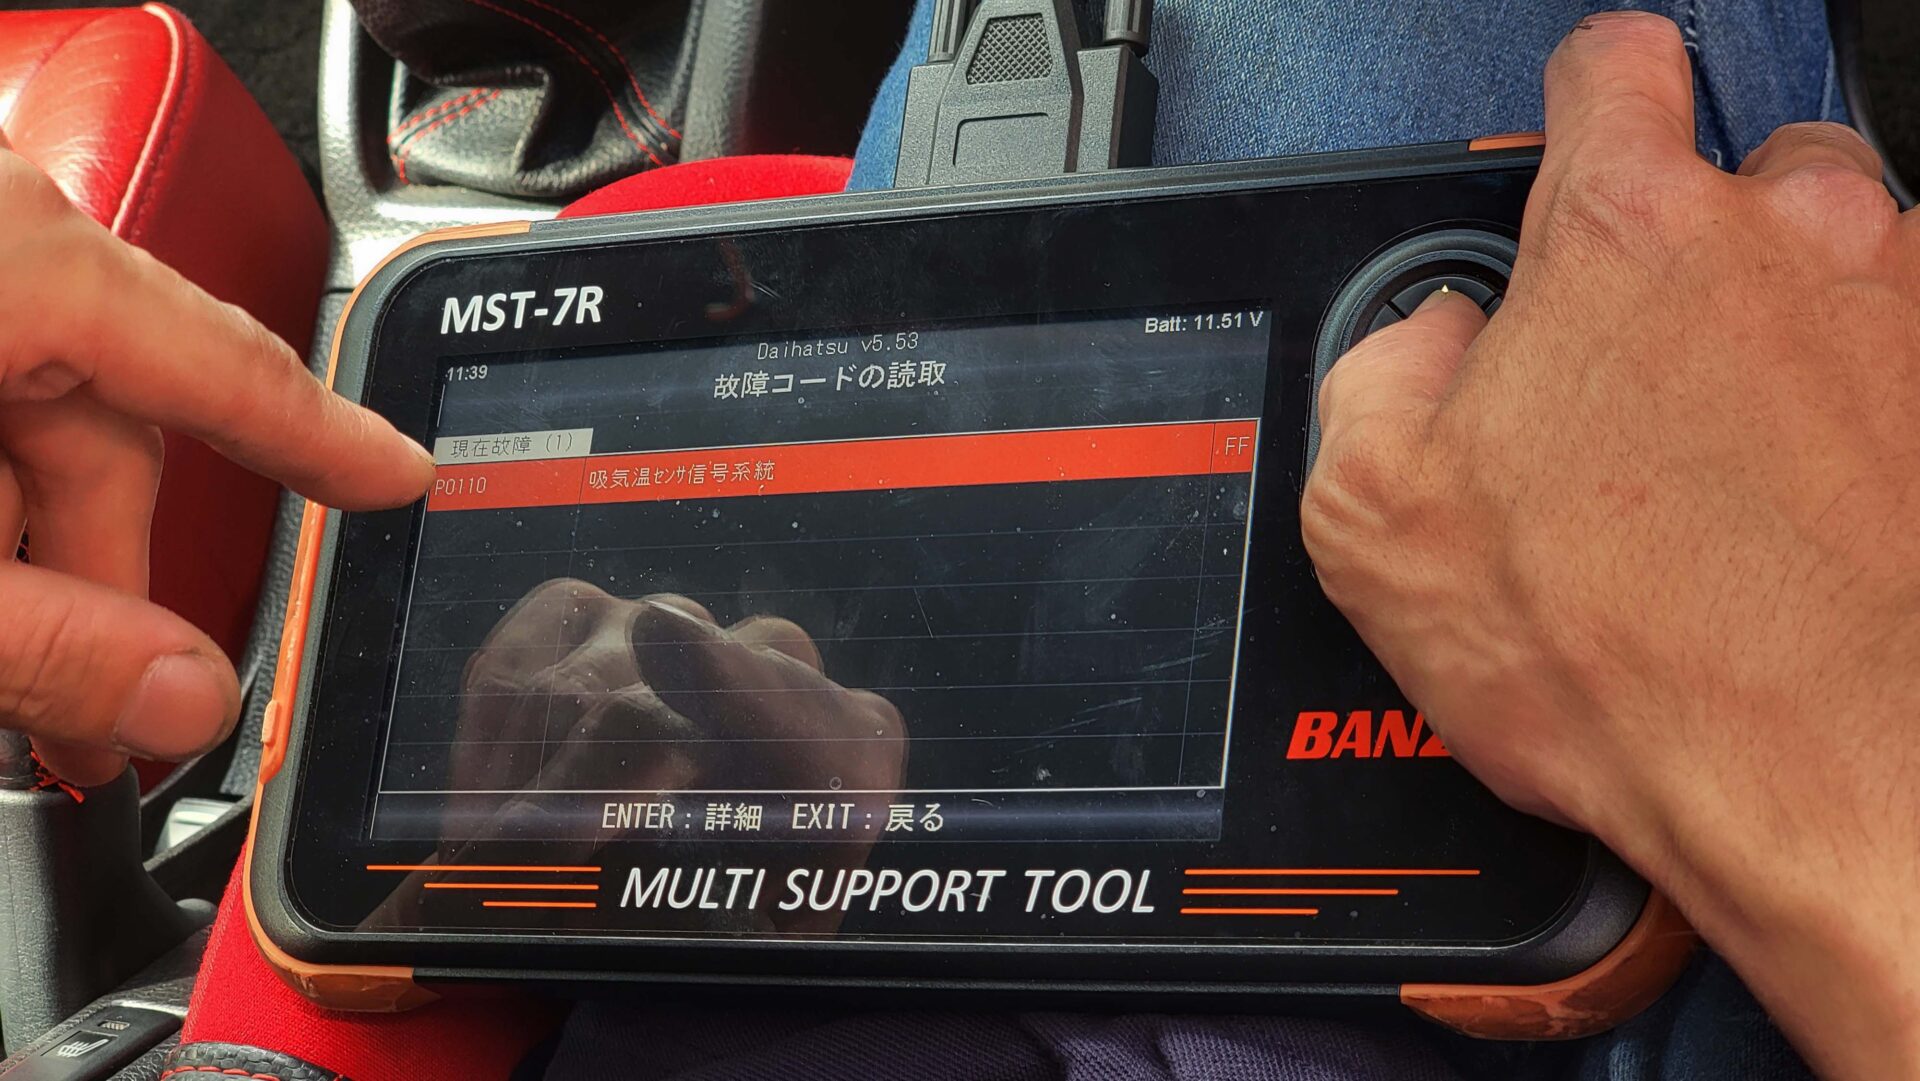 MST-7R
Daihatsu v5.53
Batt: 11.51 V
11:39
故障コードの読取
現在故障 (1)
P0110 吸気温ｾﾝｻ信号系統 FF
ENTER : 詳細 EXIT : 戻る
MULTI SUPPORT TOOL